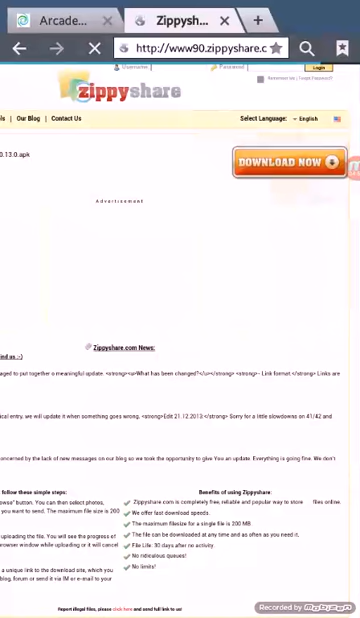 Arcade...
Zippysh...
http://www90.zippyshare.c
Username:
Password:
Login
zippyshare
Remember me
Forgot Password?
ls | Our Blog | Contact Us
Select Language:
English
0.13.0.apk
DOWNLOAD NOW
Advertisement
Zippyshare.com News:
ind us :-)
aged to put together a meaningful update. <strong><u>What has been changed?</u></strong> <strong>- Link format:</strong> Links are
ical entry, we will update it when something goes wrong. <strong>Edit 21.12.2013:</strong> Sorry for a little slowdowns on 41/42 and
concerned by the lack of new messages on our blog so we took the opportunity to give You an update. Everything is going fine. We don't
follow these simple steps:
Benefits of using Zippyshare:
owse" button. You can then select photos,
you want to send. The maximum file size is 200
uploading the file. You will see the progress of
browser window while uploading or it will cancel
a unique link to the download site, which you
blog, forum or send it via IM or e-mail to your
Zippyshare.com is completely free, reliable and popular way to store files online.
We offer fast download speeds.
The maximum filesize for a single file is 200 MB.
The file can be downloaded at any time and as often as you need it.
File Life: 30 days after no activity.
No ridiculous queues!
No limits!
Report illegal files, please click here and send full link to us!
Recorded by MOBIZEN